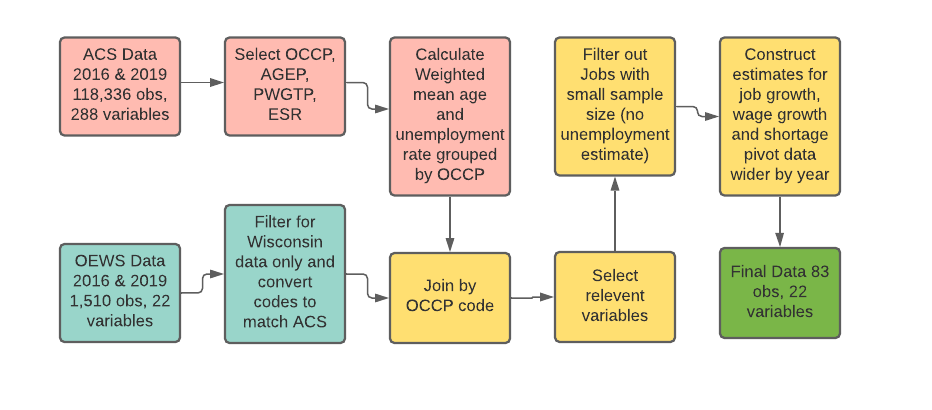 ACS Data
2016 & 2019
118,336 obs,
288 variables
Select OCCP,
AGEP,
PWGTP,
ESR
Calculate
Weighted
mean age
and
unemployment
rate grouped
by OCCP
Filter out
Jobs with
small sample
size (no
unemployment
estimate)
Construct
estimates for
job growth,
wage growth
and shortage
pivot data
wider by year
OEWS Data
2016 & 2019
1,510 obs, 22
variables
Filter for
Wisconsin
data only and
convert
codes to
match ACS
Join by
OCCP code
Select
relevent
variables
Final Data 83
obs, 22
variables